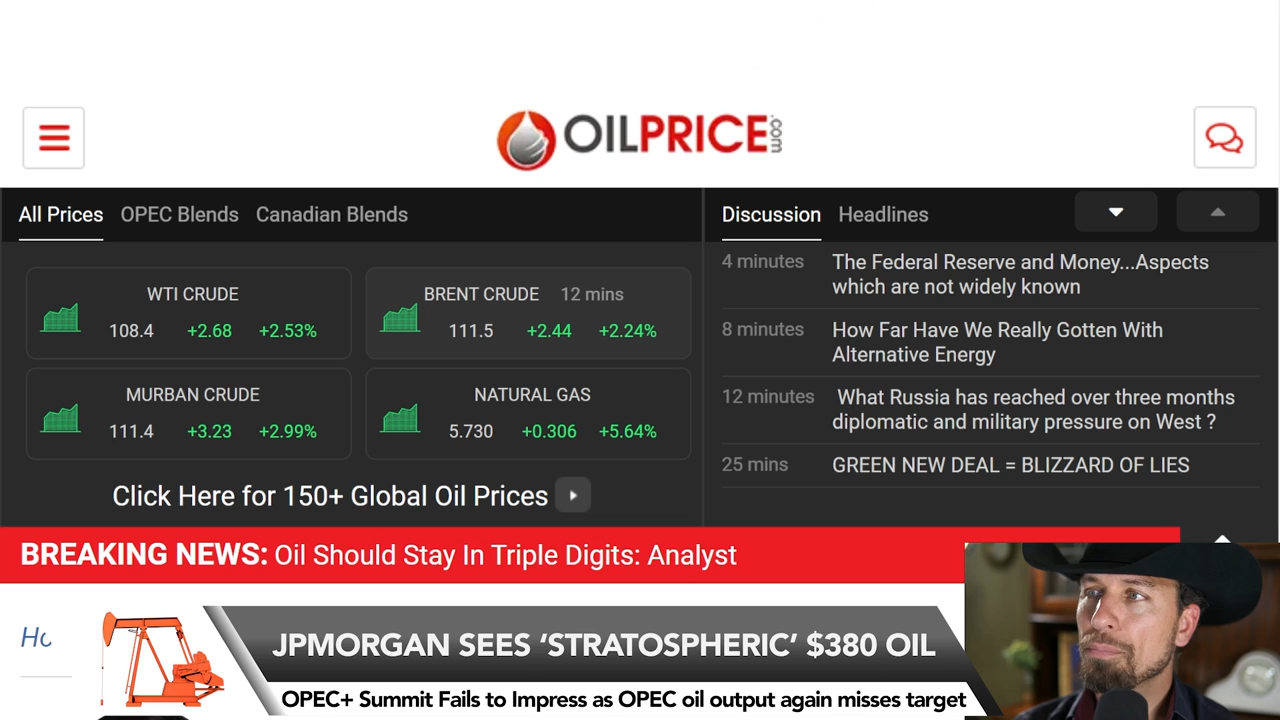 OILPRICE.com
All Prices OPEC Blends Canadian Blends
WTI CRUDE
108.4 +2.68 +2.53%
BRENT CRUDE 12 mins
111.5 +2.44 +2.24%
MURBAN CRUDE
111.4 +3.23 +2.99%
NATURAL GAS
5.730 +0.306 +5.64%
Click Here for 150+ Global Oil Prices
Discussion Headlines
4 minutes The Federal Reserve and Money...Aspects
which are not widely known
8 minutes How Far Have We Really Gotten With
Alternative Energy
12 minutes What Russia has reached over three months
diplomatic and military pressure on West ?
25 mins GREEN NEW DEAL = BLIZZARD OF LIES
BREAKING NEWS: Oil Should Stay In Triple Digits: Analyst
JPMORGAN SEES ‘STRATOSPHERIC’ $380 OIL
OPEC+ Summit Fails to Impress as OPEC oil output again misses target